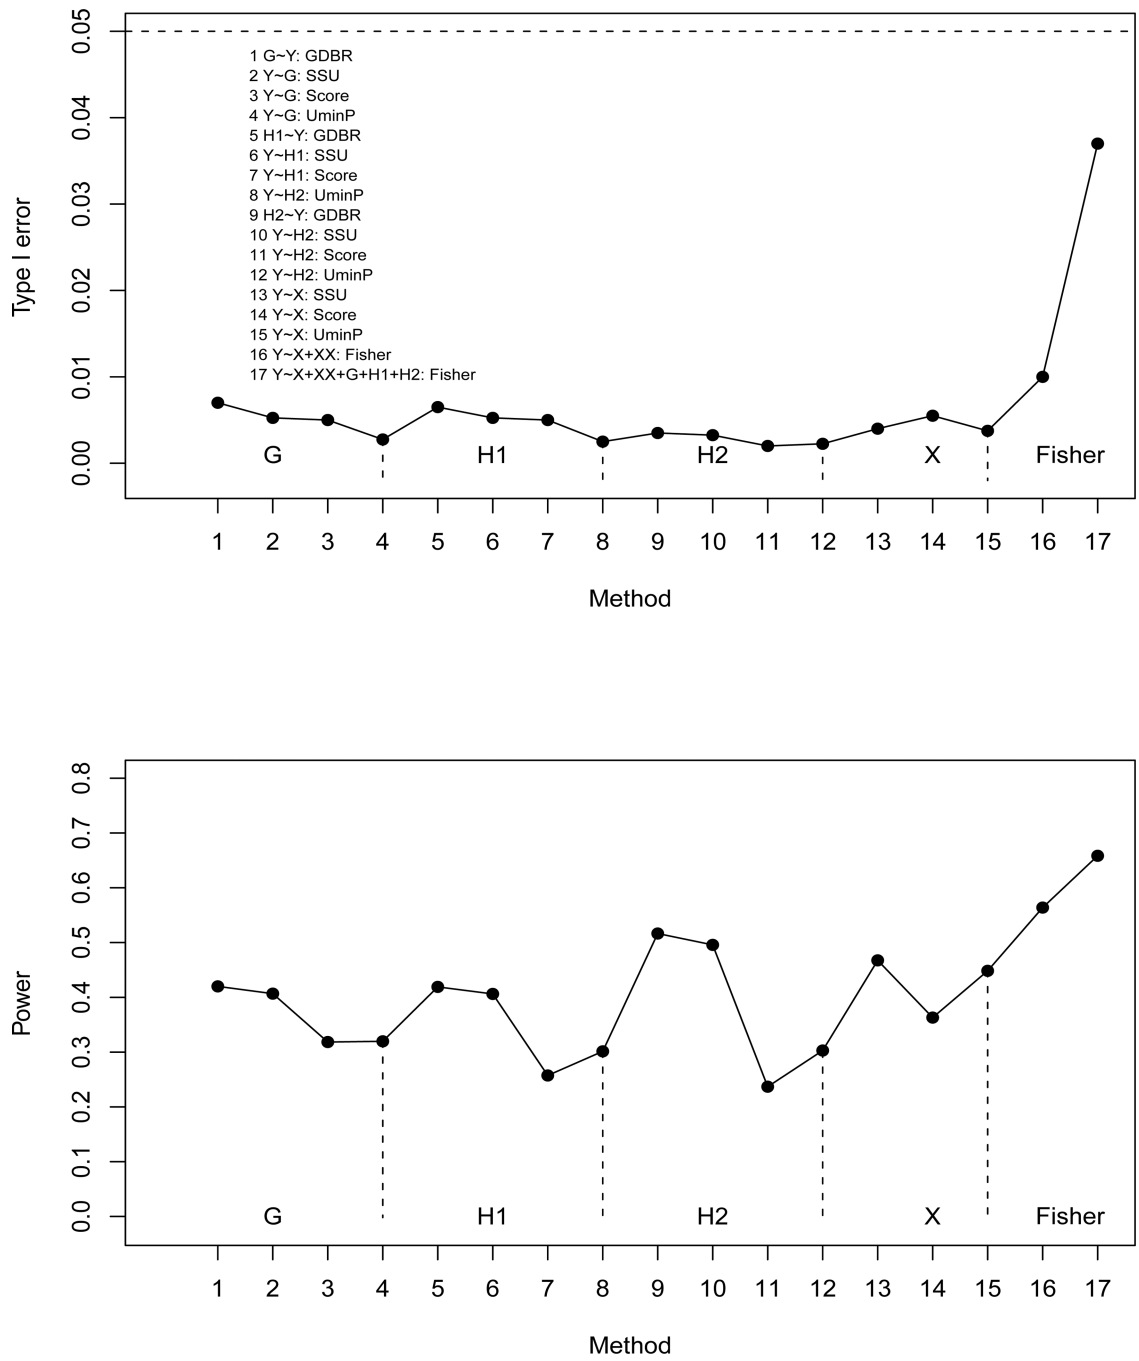 0.05
1 G~Y: GDBR
2 Y~G: SSU
3 Y~G: Score
4 Y~G: UminP
5 H1~Y: GDBR
6 Y~H1: SSU
7 Y~H1: Score
8 Y~H2: UminP
9 H2~Y: GDBR
10 Y~H2: SSU
11 Y~H2: Score
12 Y~H2: UminP
13 Y~X: SSU
14 Y~X: Score
15 Y~X: UminP
16 Y~X+XX: Fisher
17 Y~X+XX+G+H1+H2: Fisher
0.04
0.03
0.02
0.01
0.00
Type I error
G H1 H2 X Fisher
1 2 3 4 5 6 7 8 9 10 11 12 13 14 15 16 17
Method
0.8
0.7
0.6
0.5
0.4
0.3
0.2
0.1
0.0
Power
G H1 H2 X Fisher
1 2 3 4 5 6 7 8 9 10 11 12 13 14 15 16 17
Method